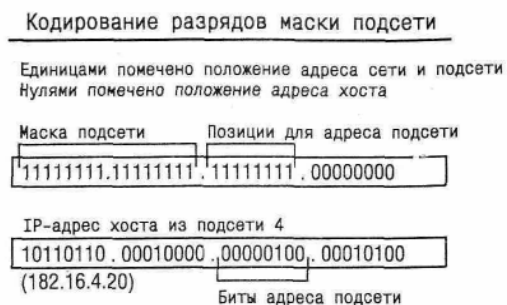 Кодирование разрядов маски подсети
Единицами помечено положение адреса сети и подсети
Нулями помечено положение адреса хоста
Маска подсети Позиции для адреса подсети
11111111.11111111.11111111.00000000
IP-адрес хоста из подсети 4
10110110.00010000.00000100.00010100
(182.16.4.20)
Биты адреса подсети